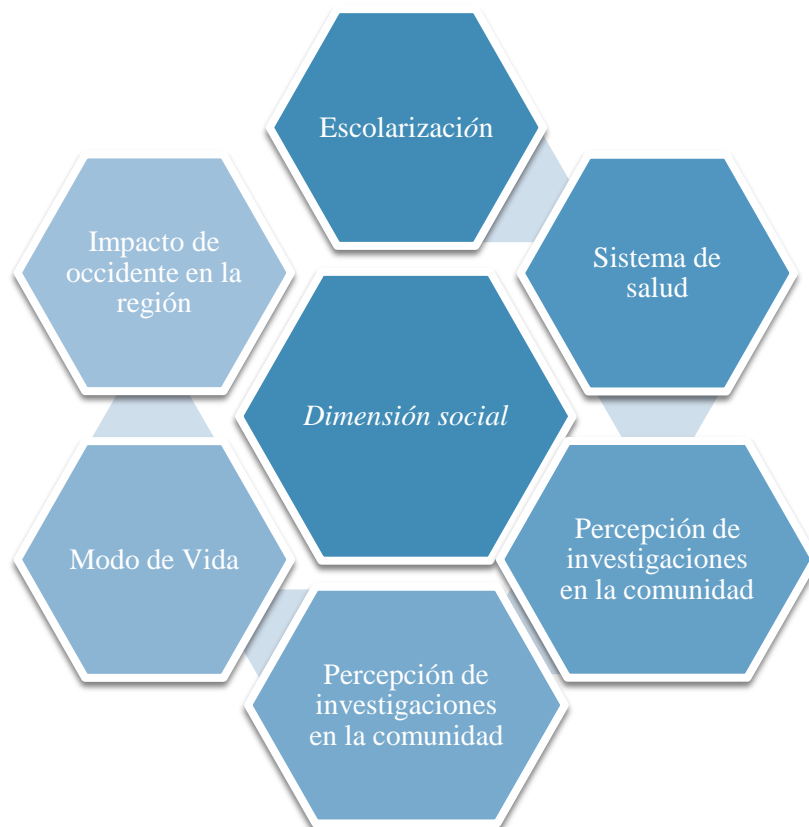 Escolarización
Impacto de
occidente en la
región
Sistema de
salud
Dimensión social
Percepción de
investigaciones
en la comunidad
Modo de Vida
Percepción de
investigaciones
en la comunidad